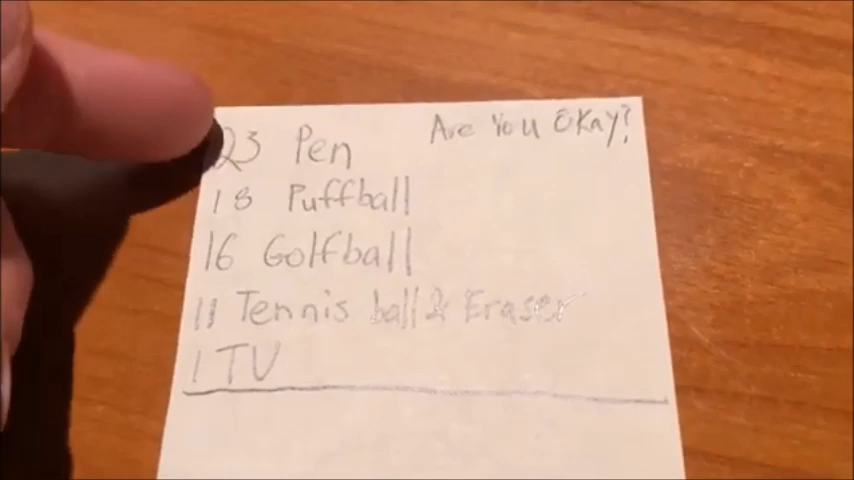 23 Pen
Are You Okay?
18 Puffball
16 Golfball
11 Tennis ball & Eraser
1 TV